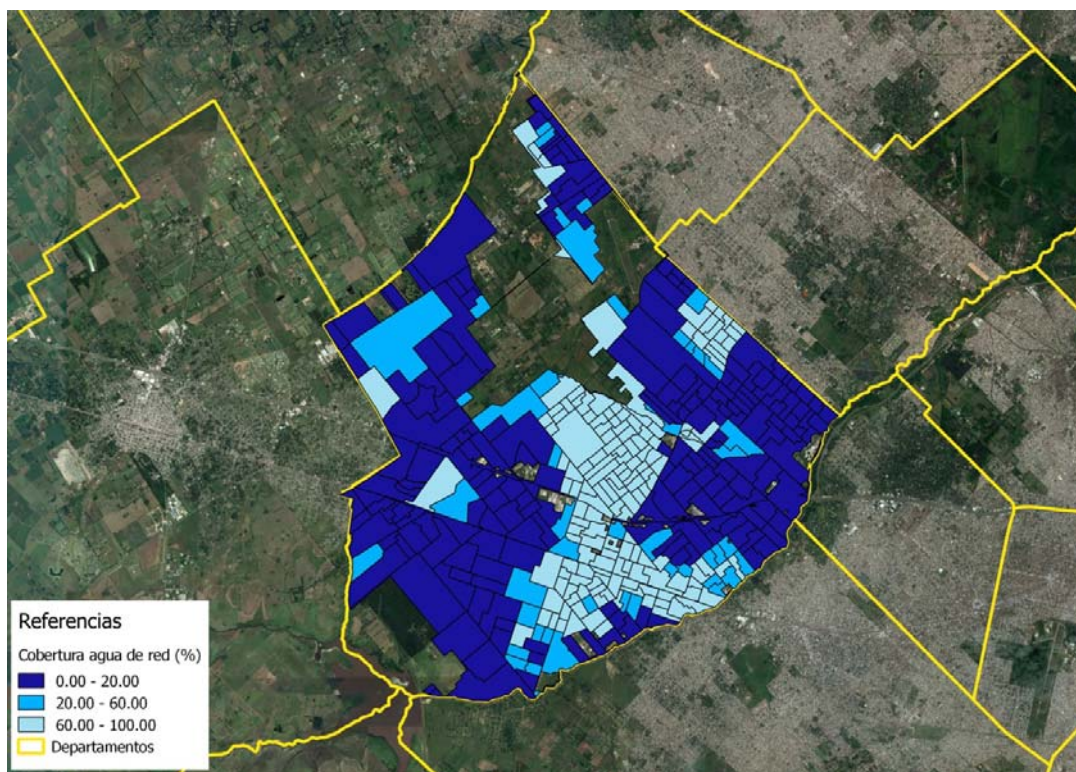 Referencias
Cobertura agua de red (%)
0.00 - 20.00
20.00 - 60.00
60.00 - 100.00
Departamentos